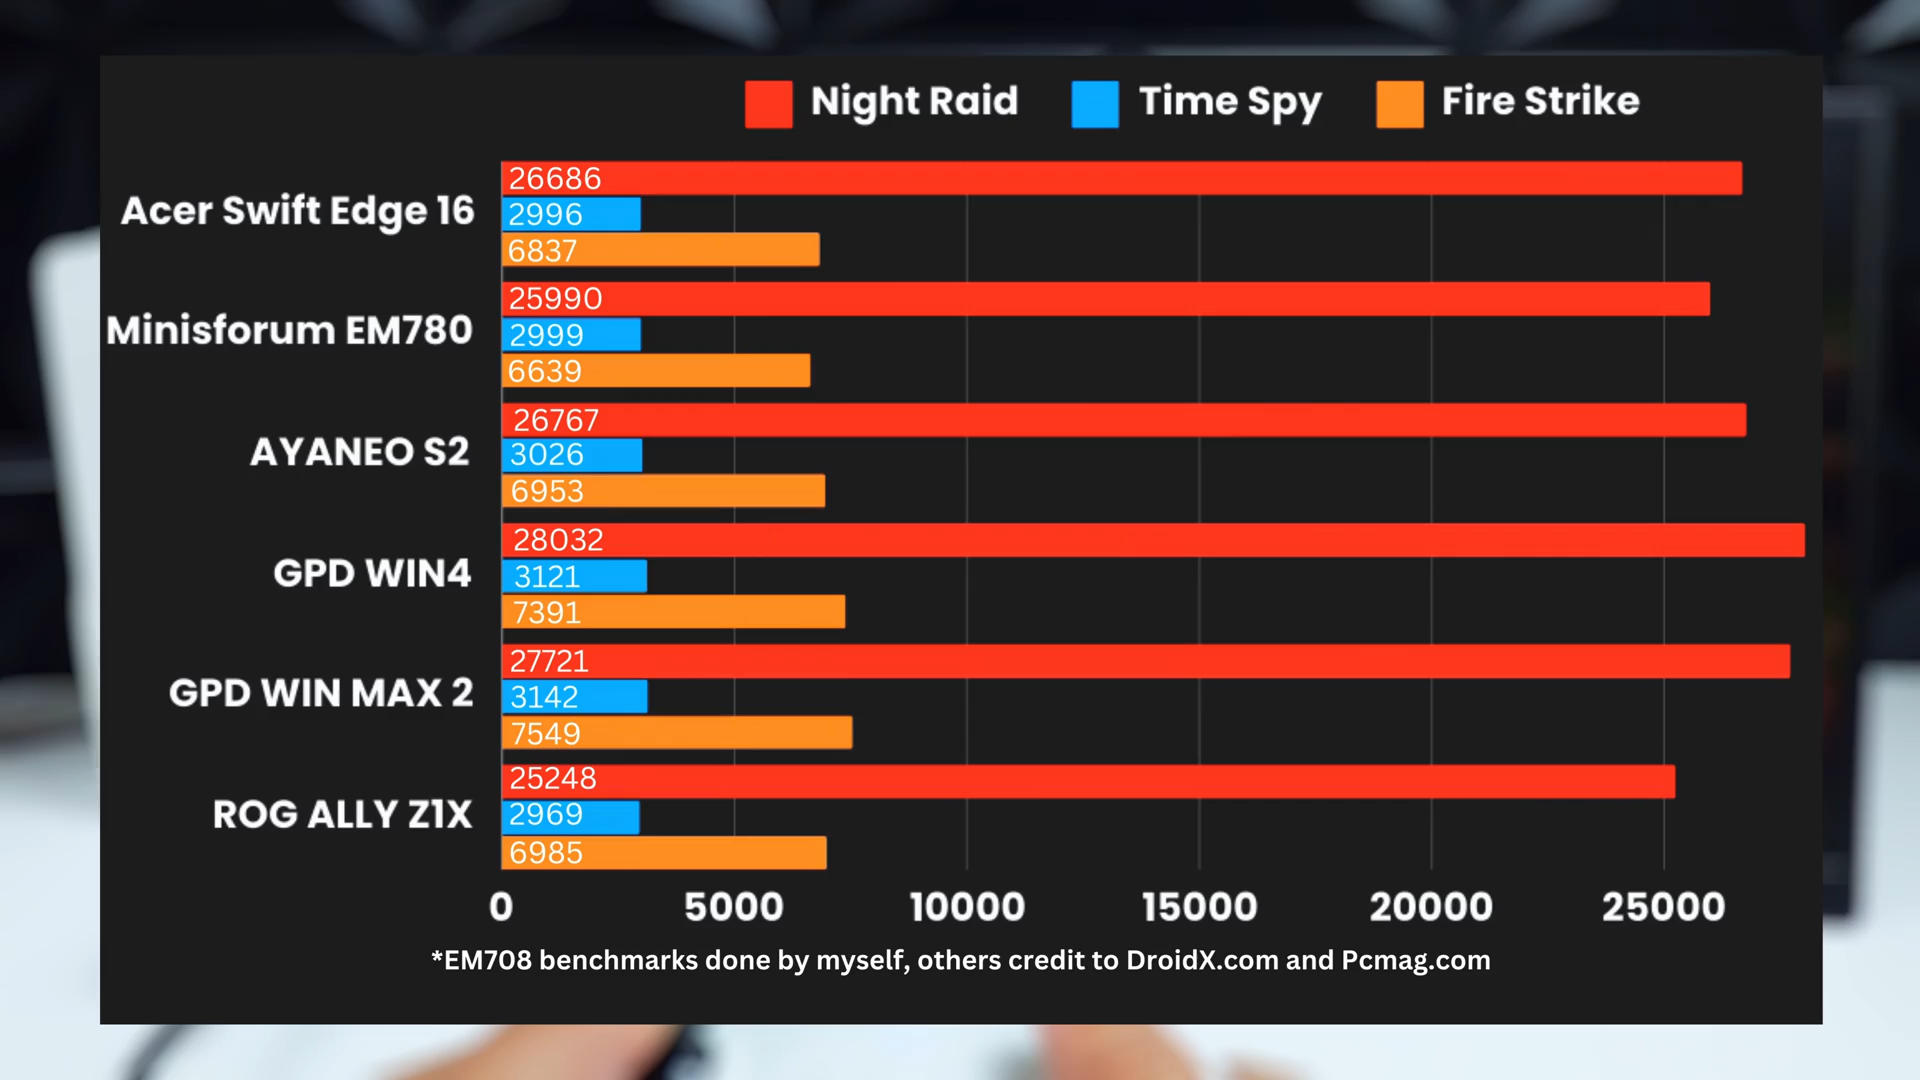 Night Raid Time Spy Fire Strike
Acer Swift Edge 16
26686
2996
6837
Minisforum EM780
25990
2999
6639
AYANEO S2
26767
3026
6953
GPD WIN4
28032
3121
7391
GPD WIN MAX 2
27721
3142
7549
ROG ALLY Z1X
25248
2969
6985
0 5000 10000 15000 20000 25000
*EM708 benchmarks done by myself, others credit to DroidX.com and Pcmag.com